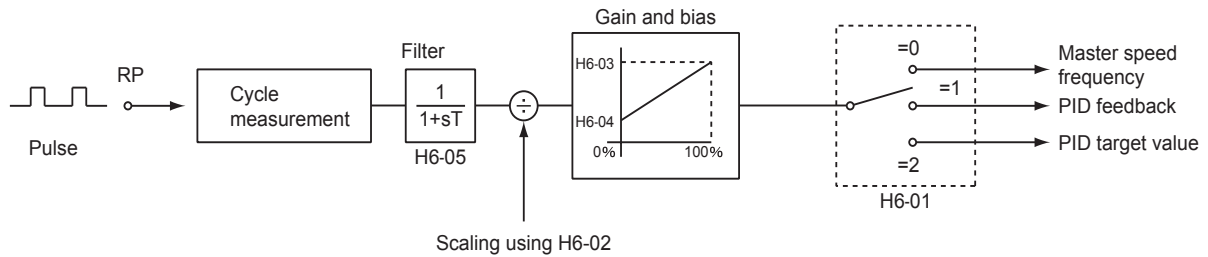 Gain and bias
=0
Master speed
frequency
RP
Filter
H6-03
=1
Cycle
measurement
1
1+sT
÷
PID feedback
H6-04
Pulse
0%
100%
PID target value
H6-05
=2
H6-01
Scaling using H6-02